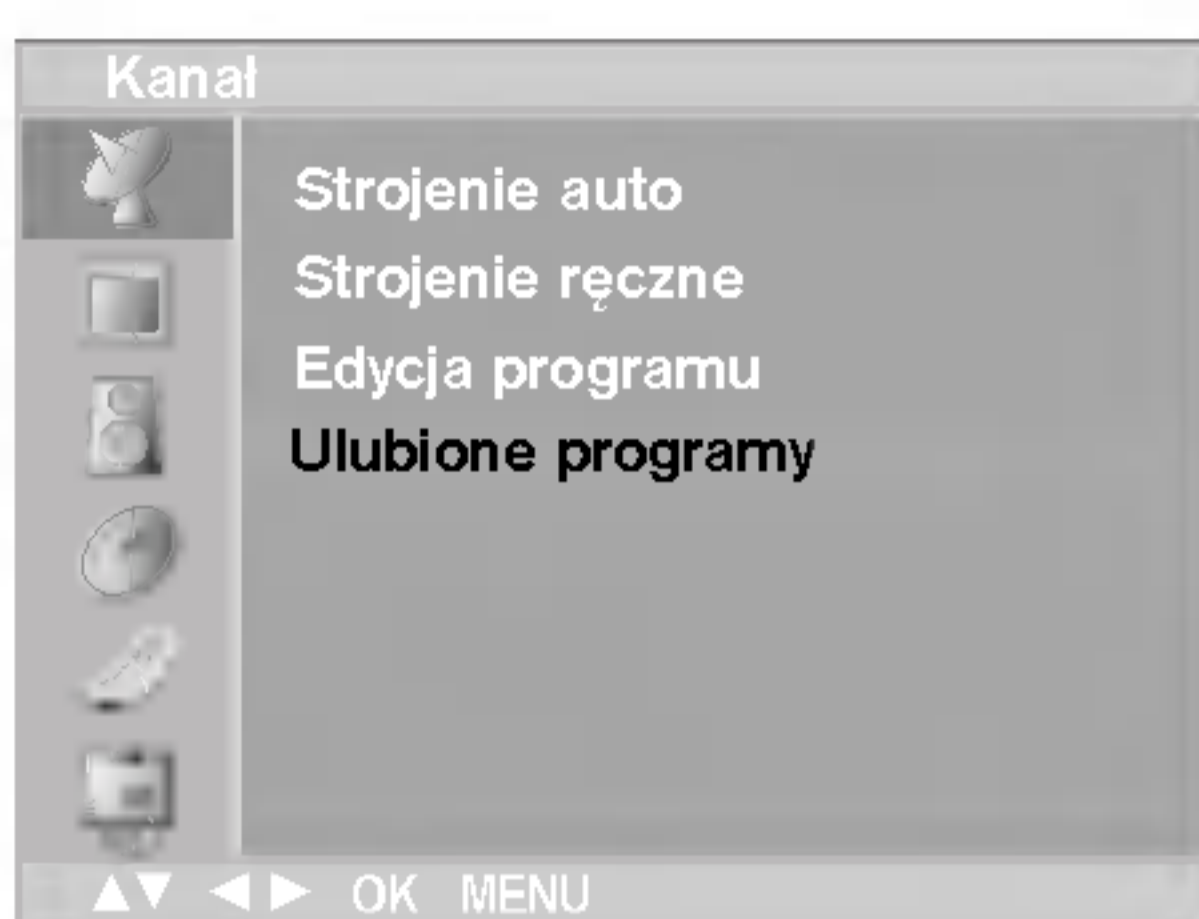 Kanał
Strojenie auto
Strojenie ręczne
Edycja programu
Ulubione programy
▲▼ ◀▶ OK MENU